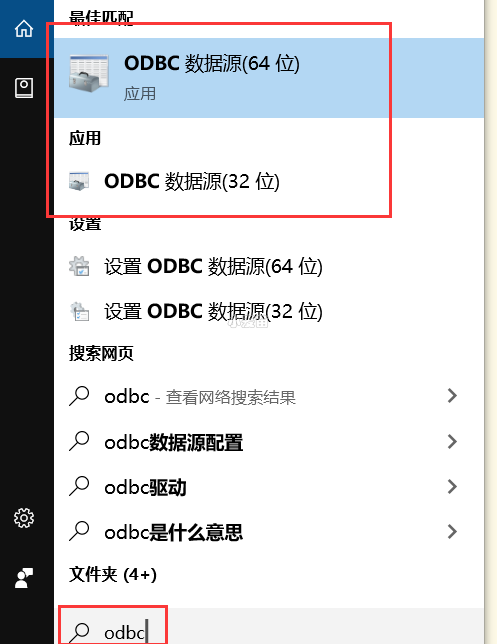 最佳匹配
ODBC 数据源(64 位)
应用
应用
ODBC 数据源(32 位)
设置
设置 ODBC 数据源(64 位)
设置 ODBC 数据源(32 位)
搜索网页
odbc - 查看网络搜索结果
odbc数据源配置
odbc驱动
odbc是什么意思
文件夹 (4+)
odbc